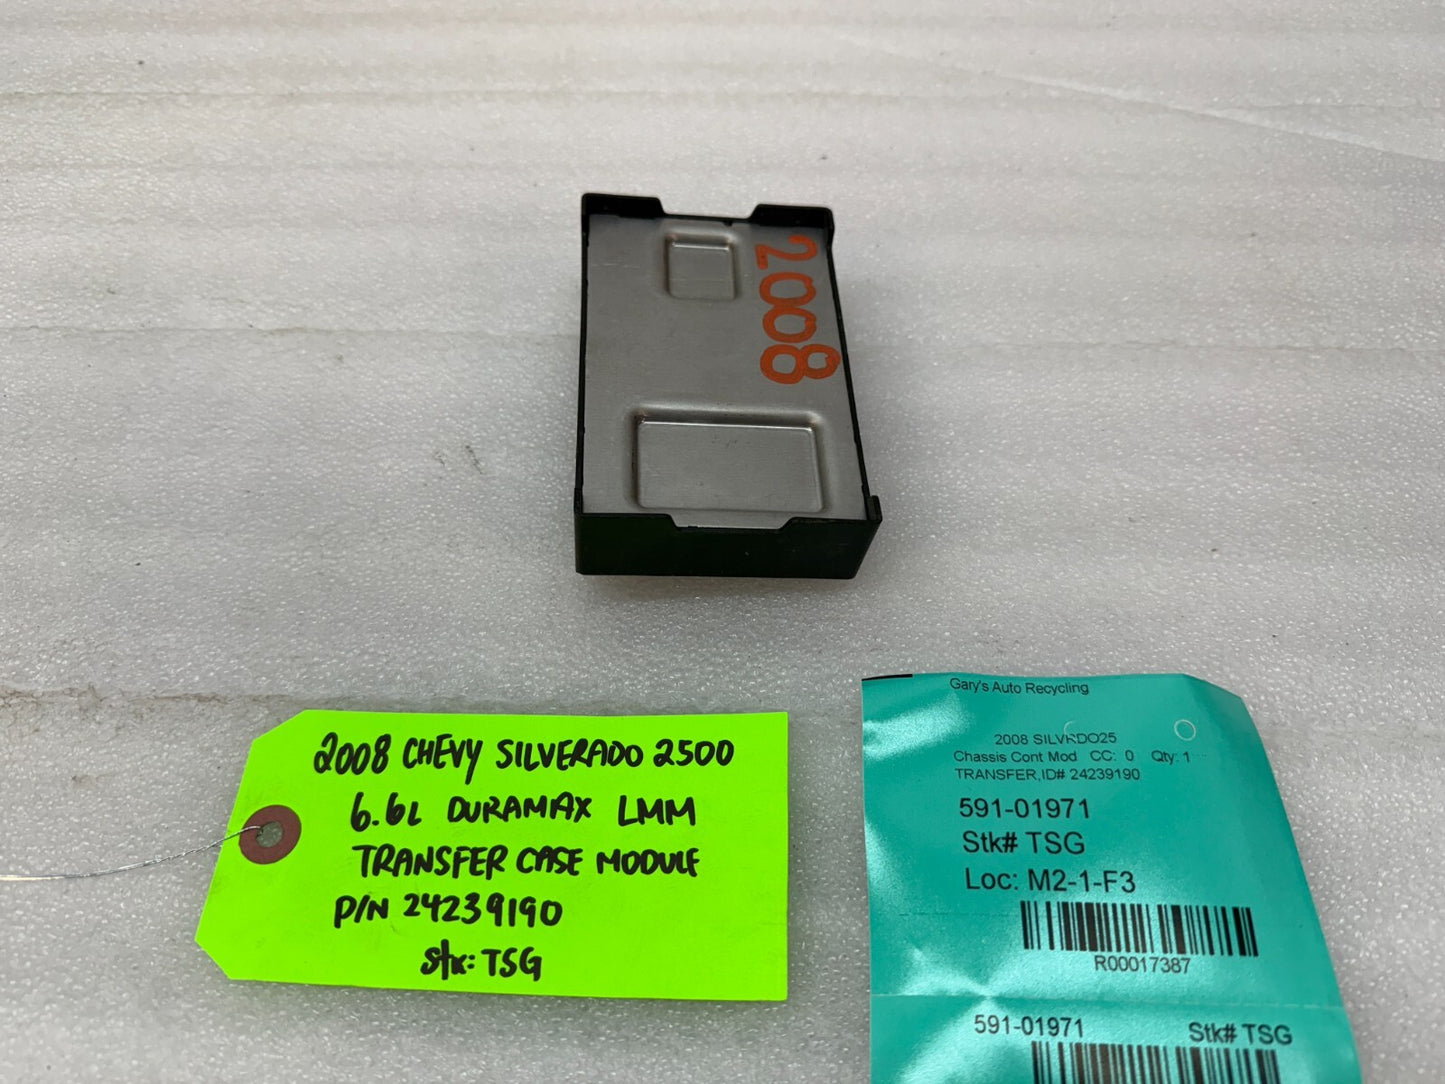 2008
2008 CHEVY SILVERADO 2500
6.6L DURAMAX LMM
TRANSFER CASE MODULE
P/N 24239190
Stk: TSG
Gary's Auto Recycling
2008 SILVRDO25
Chassis Cont Mod CC: 0 Qty: 1
TRANSFER,ID# 24239190
591-01971
Stk# TSG
Loc: M2-1-F3
R00017387
591-01971 Stk# TSG